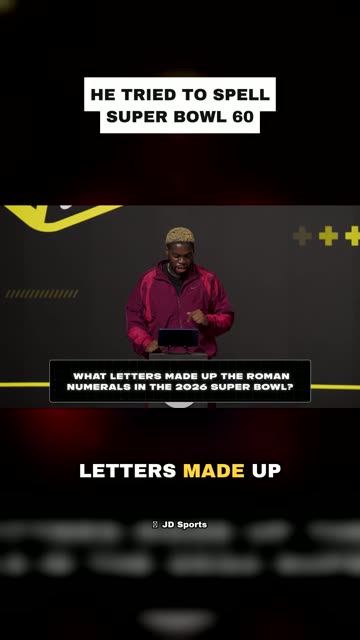 HE TRIED TO SPELL
SUPER BOWL 60
WHAT LETTERS MADE UP THE ROMAN
NUMERALS IN THE 2026 SUPER BOWL?
LETTERS MADE UP
JD Sports